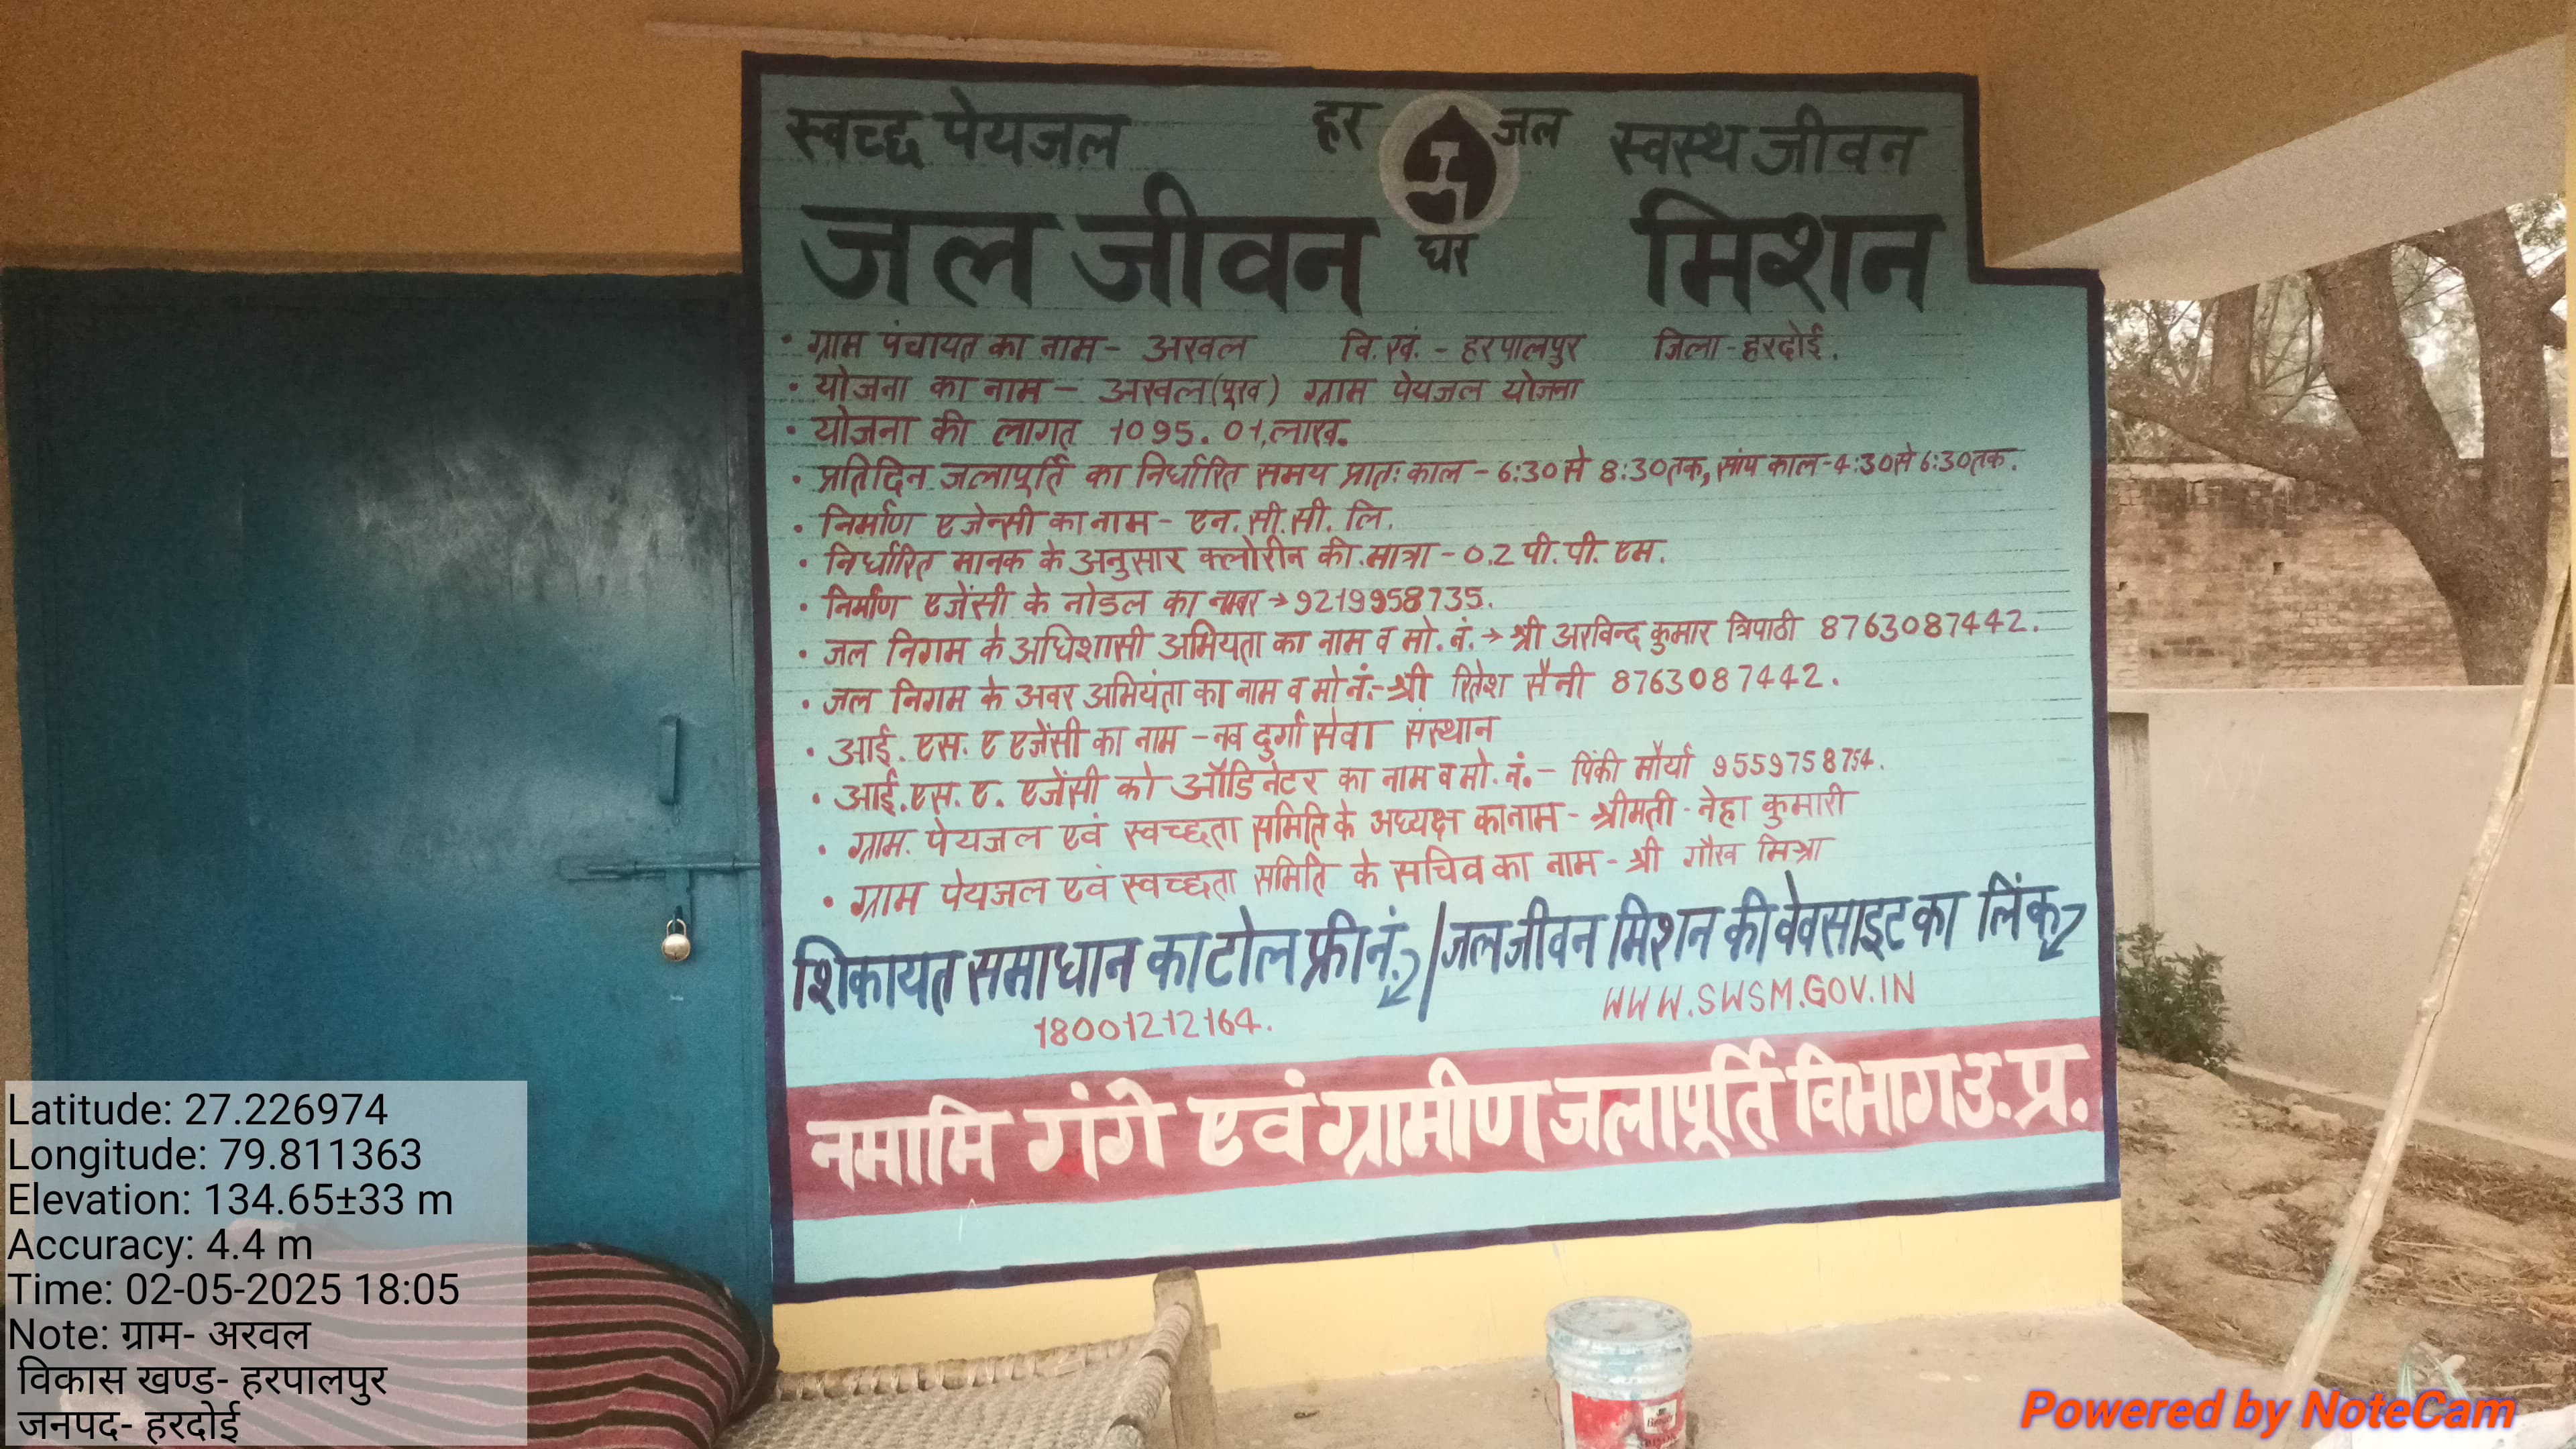 स्वच्छ पेयजल हर जल स्वस्थ जीवन
घर
जल जीवन मिशन
• ग्राम पंचायत का नाम- अरवल वि.खं. - हरपालपुर जिला-हरदोई.
• योजना का नाम – अरवल(पूरव) ग्राम पेयजल योजना
• योजना की लागत 1095.01,लाख.
• प्रतिदिन जलापूर्ति का निर्धारित समय प्रातः काल - 6:30 से 8:30तक, सांय काल-4:30से 6:30तक.
• निर्माण एजेन्सी का नाम- एन.सी.सी. लि.
• निर्धारित मानक के अनुसार क्लोरीन की.मात्रा - 0.2 पी.पी. एम.
• निर्माण एजेंसी के नोडल का नम्बर → 9219958735.
• जल निगम के अधिशासी अभियंता का नाम व मो.नं.→ श्री अरविन्द कुमार त्रिपाठी 8763087442.
• जल निगम के अवर अभियंता का नाम व मो नं.-श्री रितेश सैनी 8763087442.
• आई. एस. ए एजेंसी का नाम -नव दुर्गा सेवा संस्थान
• आई.एस.ए. एजेंसी को ऑडिनेटर का नाम व मो.नं.- पिंकी मौर्या 9559758754.
• ग्राम. पेयजल एवं स्वच्छता समिति के अध्यक्ष का नाम- श्रीमती - नेहा कुमारी
• ग्राम पेयजल एवं स्वच्छता समिति के सचिव का नाम - श्री गौरव मिश्रा
शिकायत समाधान का टोल फ्री नं. / जल जीवन मिशन की वेवसाइट का लिंक
18001212164. WWW.SWSM.GOV.IN
नमामि गंगे एवं ग्रामीण जलापूर्ति विभाग उ.प्र.
Latitude: 27.226974
Longitude: 79.811363
Elevation: 134.65±33 m
Accuracy: 4.4 m
Time: 02-05-2025 18:05
Note: ग्राम- अरवल
विकास खण्ड- हरपालपुर
जनपद- हरदोई
Powered by NoteCam